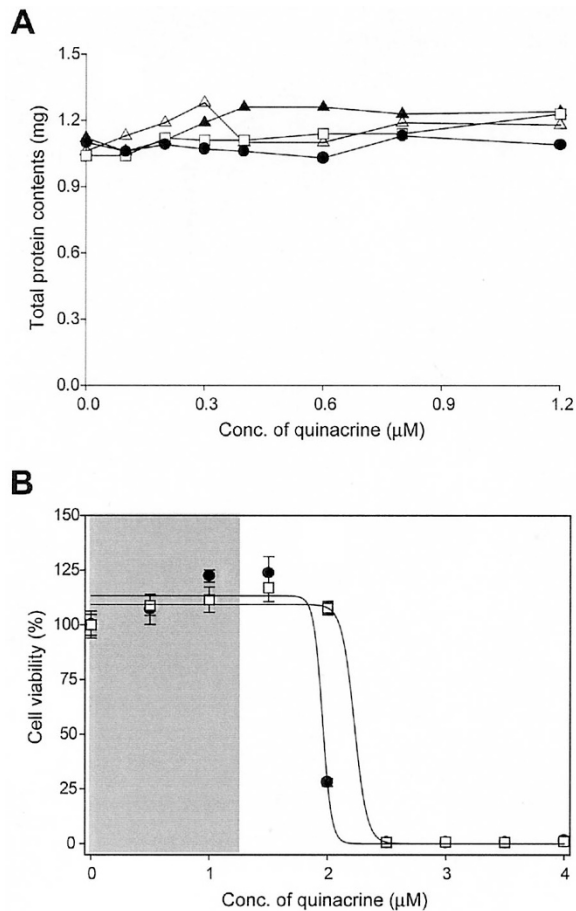 A
1.5
1.2
0.9
0.6
0.3
0.0
Total protein contents (mg)
0.0 0.3 0.6 0.9 1.2
Conc. of quinacrine (μM)
B
150
125
100
75
50
25
0
Cell viability (%)
0 1 2 3 4
Conc. of quinacrine (μM)